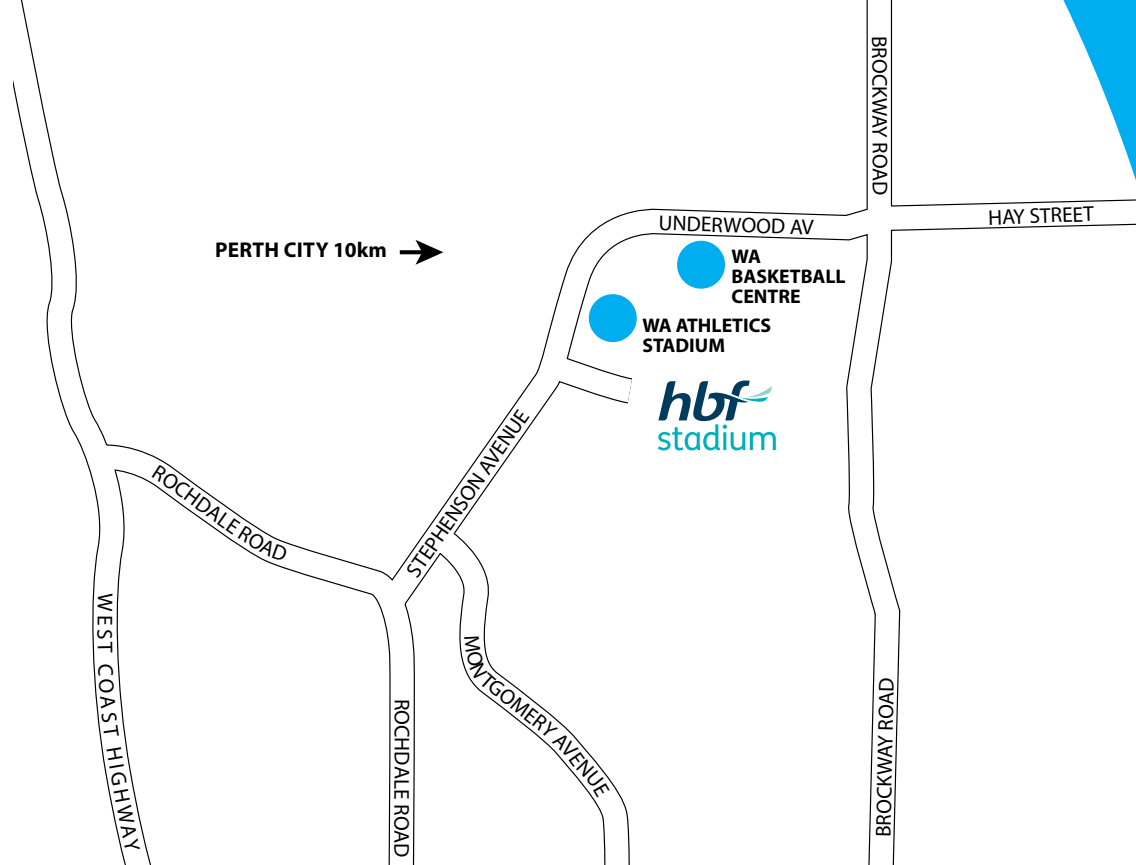 BROCKWAY ROAD
UNDERWOOD AV
HAY STREET
PERTH CITY 10km
WA
BASKETBALL
CENTRE
WA ATHLETICS
STADIUM
hbf
stadium
STEPHENSON AVENUE
ROCHDALE ROAD
WEST COAST HIGHWAY
MONTGOMERY AVENUE
ROCHDALE ROAD
BROCKWAY ROAD